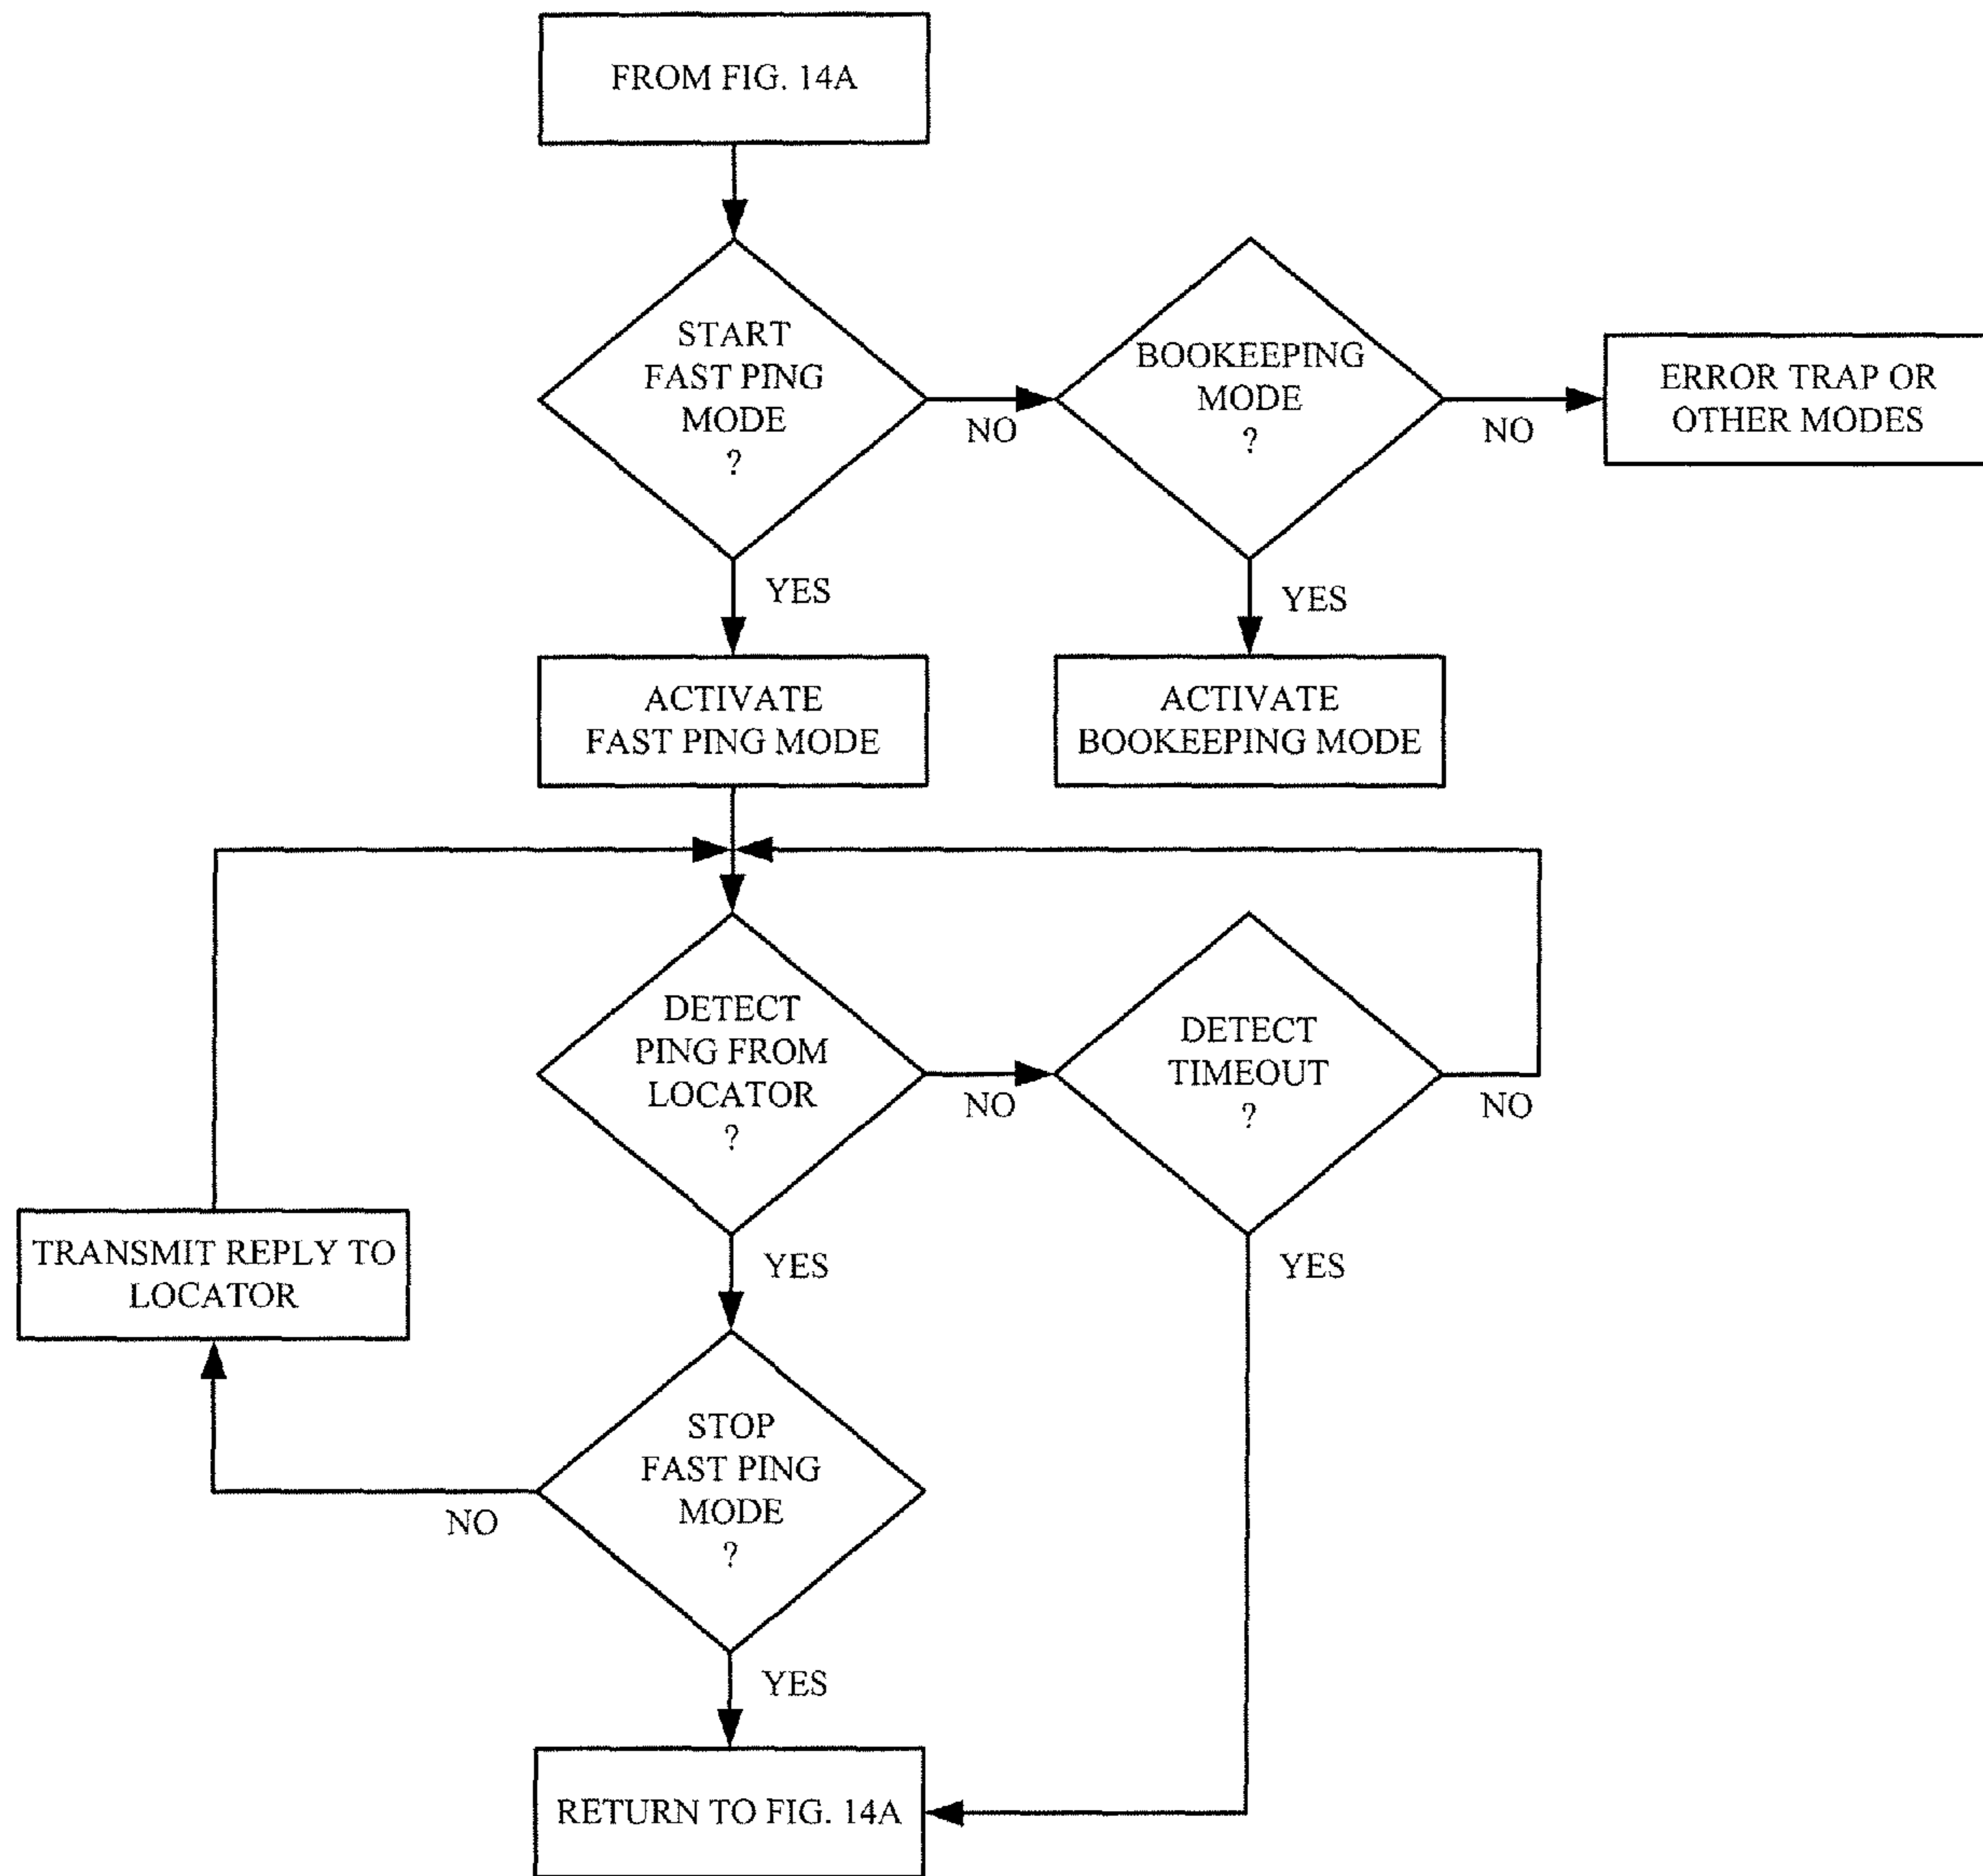 FROM FIG. 14A
START
FAST PING
MODE
?
NO
BOOKEEPING
MODE
?
NO
ERROR TRAP OR
OTHER MODES
YES
YES
ACTIVATE
FAST PING MODE
ACTIVATE
BOOKEEPING MODE
DETECT
PING FROM
LOCATOR
?
NO
DETECT
TIMEOUT
?
NO
TRANSMIT REPLY TO
LOCATOR
YES
YES
STOP
FAST PING
MODE
?
NO
YES
RETURN TO FIG. 14A